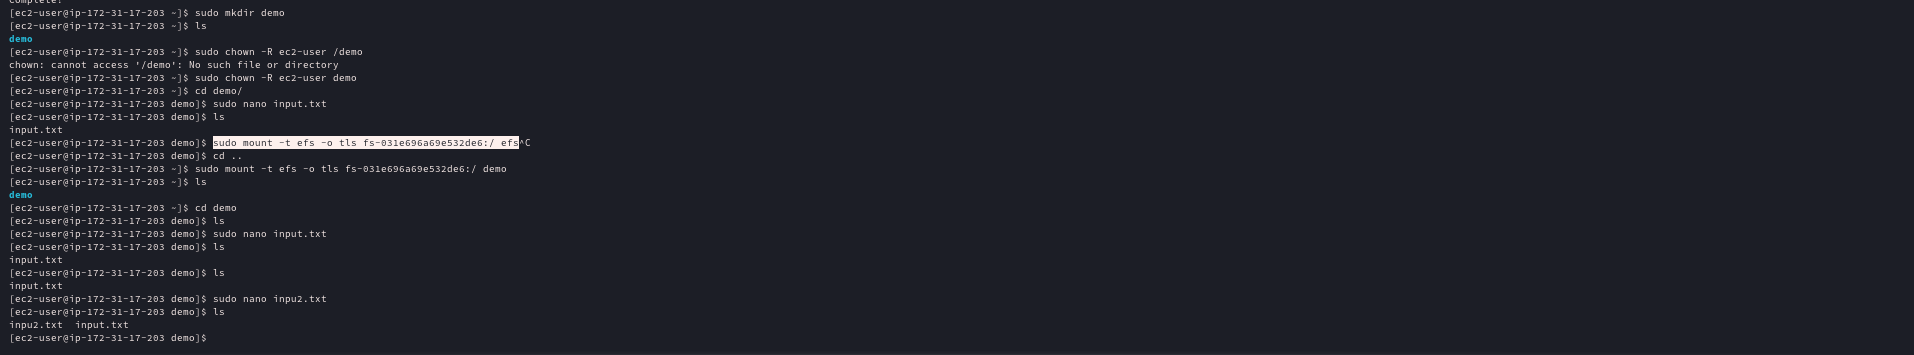 Complete!
[ec2-user@ip-172-31-17-203 ~]$ sudo mkdir demo
[ec2-user@ip-172-31-17-203 ~]$ ls
demo
[ec2-user@ip-172-31-17-203 ~]$ sudo chown -R ec2-user /demo
chown: cannot access '/demo': No such file or directory
[ec2-user@ip-172-31-17-203 ~]$ sudo chown -R ec2-user demo
[ec2-user@ip-172-31-17-203 ~]$ cd demo/
[ec2-user@ip-172-31-17-203 demo]$ sudo nano input.txt
[ec2-user@ip-172-31-17-203 demo]$ ls
input.txt
[ec2-user@ip-172-31-17-203 demo]$ sudo mount -t efs -o tls fs-031e696a69e532de6:/ efs^C
[ec2-user@ip-172-31-17-203 demo]$ cd ..
[ec2-user@ip-172-31-17-203 ~]$ sudo mount -t efs -o tls fs-031e696a69e532de6:/ demo
[ec2-user@ip-172-31-17-203 ~]$ ls
demo
[ec2-user@ip-172-31-17-203 ~]$ cd demo
[ec2-user@ip-172-31-17-203 demo]$ ls
[ec2-user@ip-172-31-17-203 demo]$ sudo nano input.txt
[ec2-user@ip-172-31-17-203 demo]$ ls
input.txt
[ec2-user@ip-172-31-17-203 demo]$ ls
input.txt
[ec2-user@ip-172-31-17-203 demo]$ sudo nano inpu2.txt
[ec2-user@ip-172-31-17-203 demo]$ ls
inpu2.txt  input.txt
[ec2-user@ip-172-31-17-203 demo]$